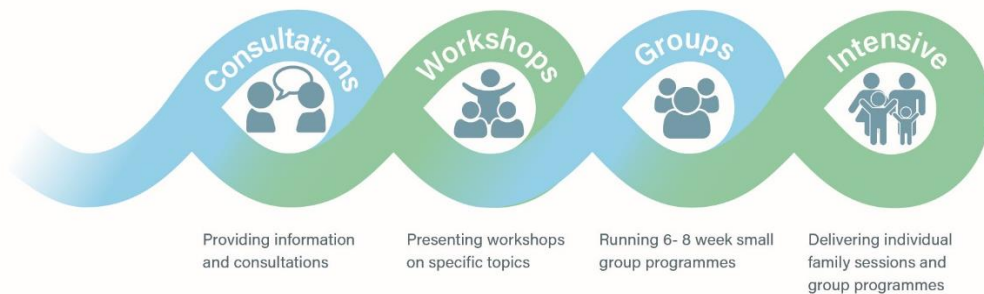 Consultations
Workshops
Groups
Intensive
Providing information
and consultations
Presenting workshops
on specific topics
Running 6- 8 week small
group programmes
Delivering individual
family sessions and
group programmes